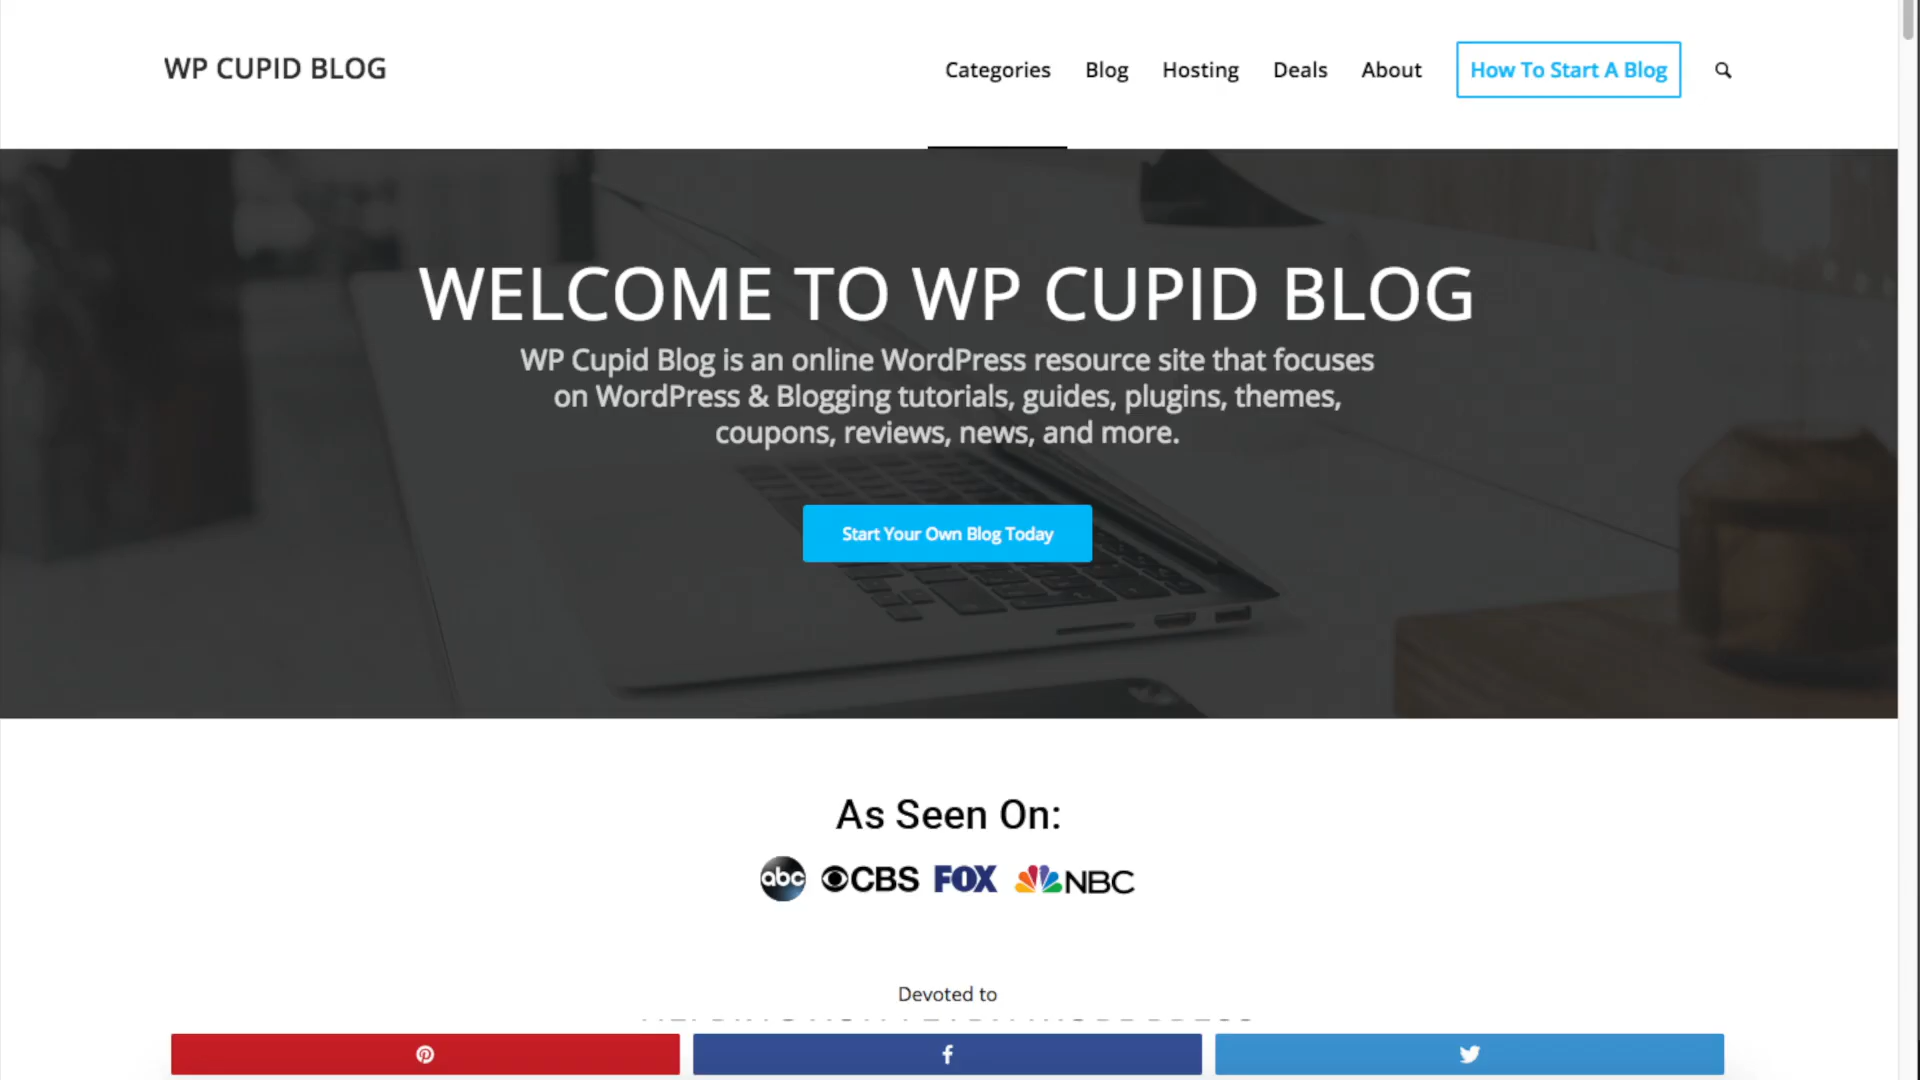 WP CUPID BLOG
Categories Blog Hosting Deals About How To Start A Blog
WELCOME TO WP CUPID BLOG
WP Cupid Blog is an online WordPress resource site that focuses
on WordPress & Blogging tutorials, guides, plugins, themes,
coupons, reviews, news, and more.
Start Your Own Blog Today
As Seen On:
abc CBS FOX NBC
Devoted to